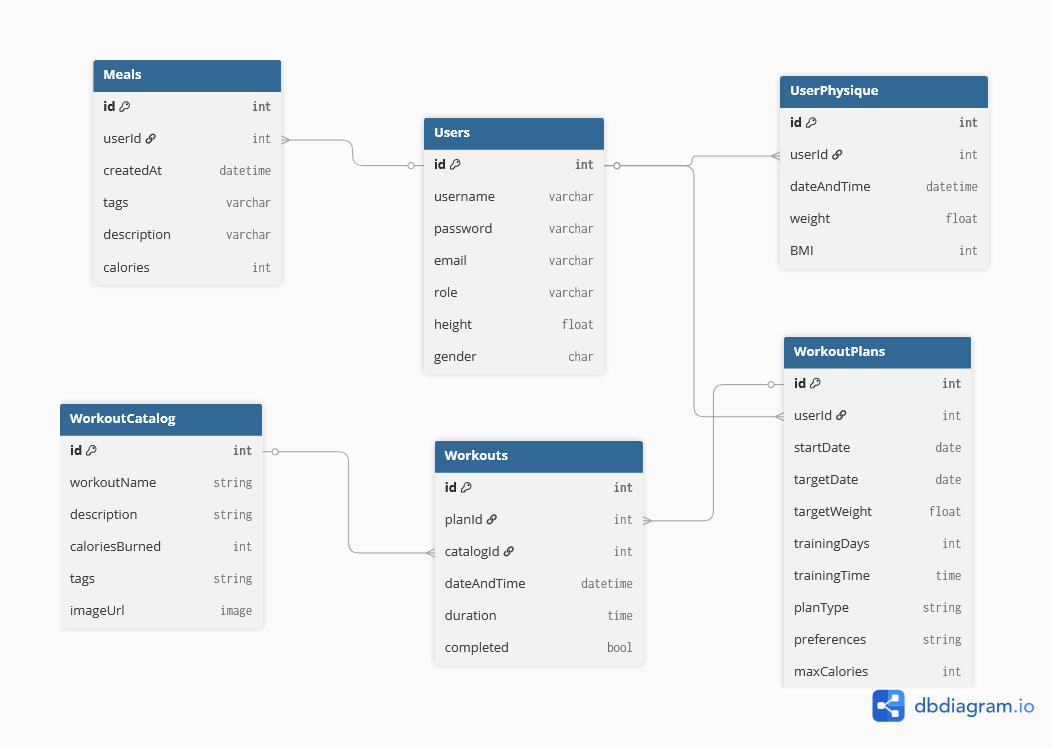 Meals
id int
userId int
createdAt datetime
tags varchar
description varchar
calories int
Users
id int
username varchar
password varchar
email varchar
role varchar
height float
gender char
UserPhysique
id int
userId int
dateAndTime datetime
weight float
BMI int
WorkoutCatalog
id int
workoutName string
description string
caloriesBurned int
tags string
imageUrl image
Workouts
id int
planId int
catalogId int
dateAndTime datetime
duration time
completed bool
WorkoutPlans
id int
userId int
startDate date
targetDate date
targetWeight float
trainingDays int
trainingTime time
planType string
preferences string
maxCalories int
dbdiagram.io